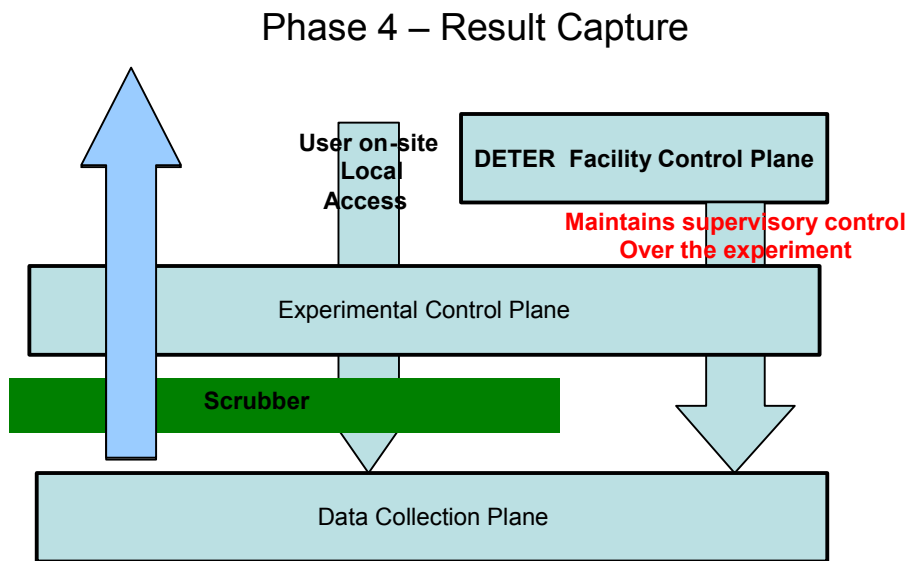 Phase 4 – Result Capture
User on-site
Local
Access
DETER Facility Control Plane
Maintains supervisory control
Over the experiment
Experimental Control Plane
Scrubber
Data Collection Plane